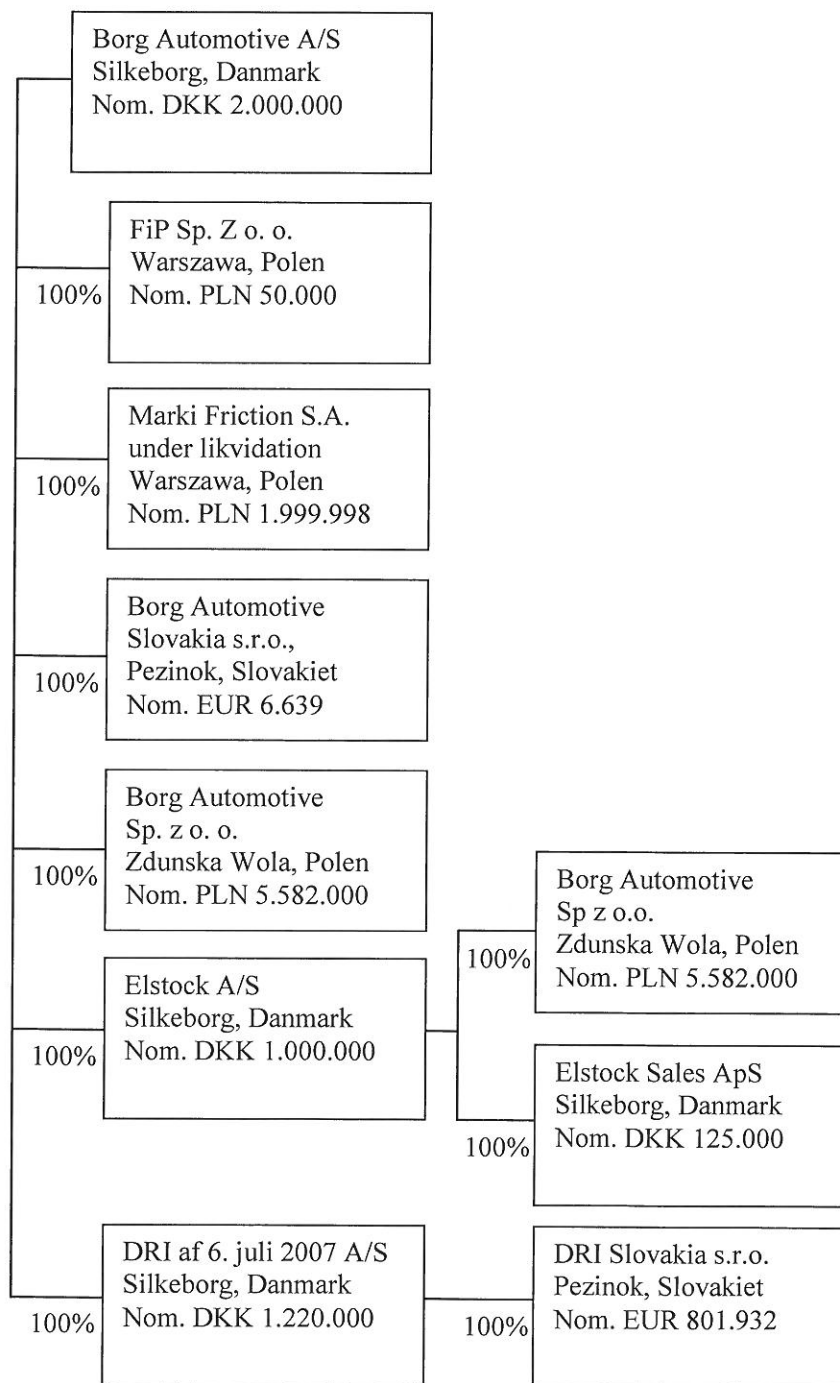 Borg Automotive A/S
Silkeborg, Danmark
Nom. DKK 2.000.000
FiP Sp. Z o. o.
Warszawa, Polen
Nom. PLN 50.000
100%
Marki Friction S.A.
under likvidation
Warszawa, Polen
Nom. PLN 1.999.998
100%
Borg Automotive
Slovakia s.r.o.,
Pezinok, Slovakiet
Nom. EUR 6.639
100%
Borg Automotive
Sp. z o. o.
Zdunska Wola, Polen
Nom. PLN 5.582.000
100%
Borg Automotive
Sp z o.o.
Zdunska Wola, Polen
Nom. PLN 5.582.000
100%
Elstock A/S
Silkeborg, Danmark
Nom. DKK 1.000.000
100%
Elstock Sales ApS
Silkeborg, Danmark
Nom. DKK 125.000
100%
DRI af 6. juli 2007 A/S
Silkeborg, Danmark
Nom. DKK 1.220.000
100%
DRI Slovakia s.r.o.
Pezinok, Slovakiet
Nom. EUR 801.932
100%